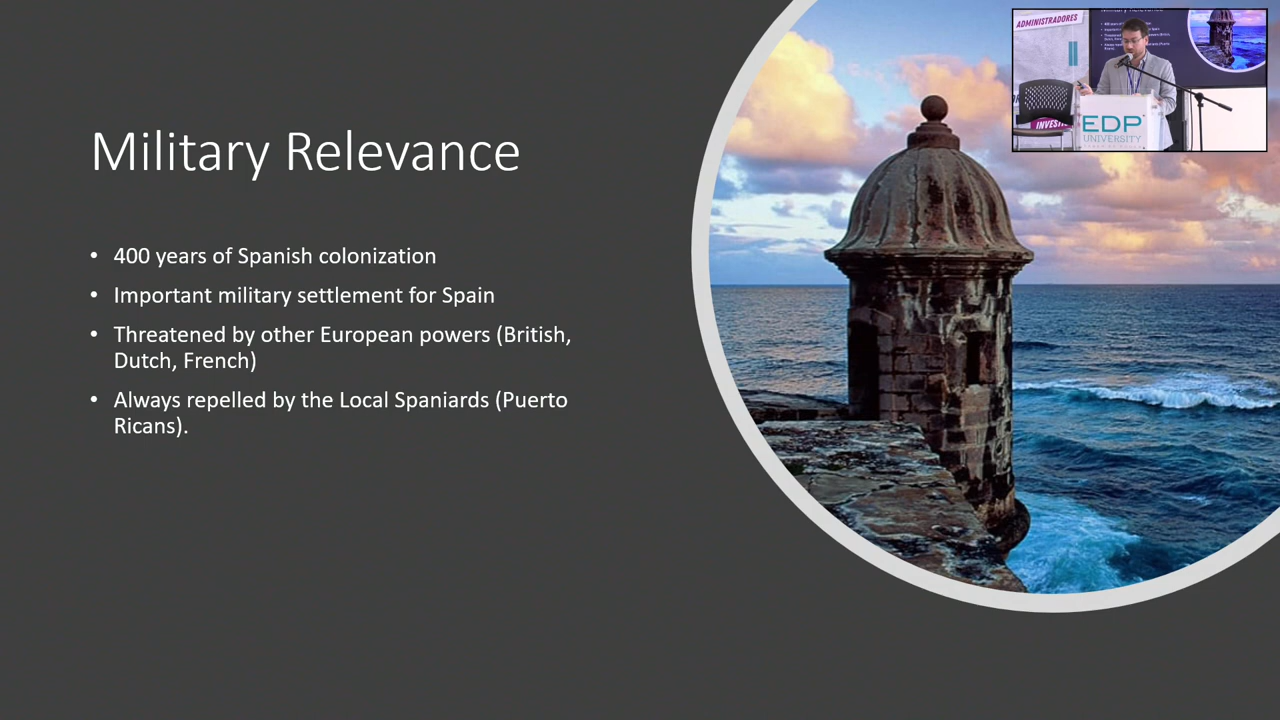 Military Relevance
• 400 years of Spanish colonization
• Important military settlement for Spain
• Threatened by other European powers (British,
Dutch, French)
• Always repelled by the Local Spaniards (Puerto
Ricans).
ADMINISTRADORES
EDP
UNIVERSITY